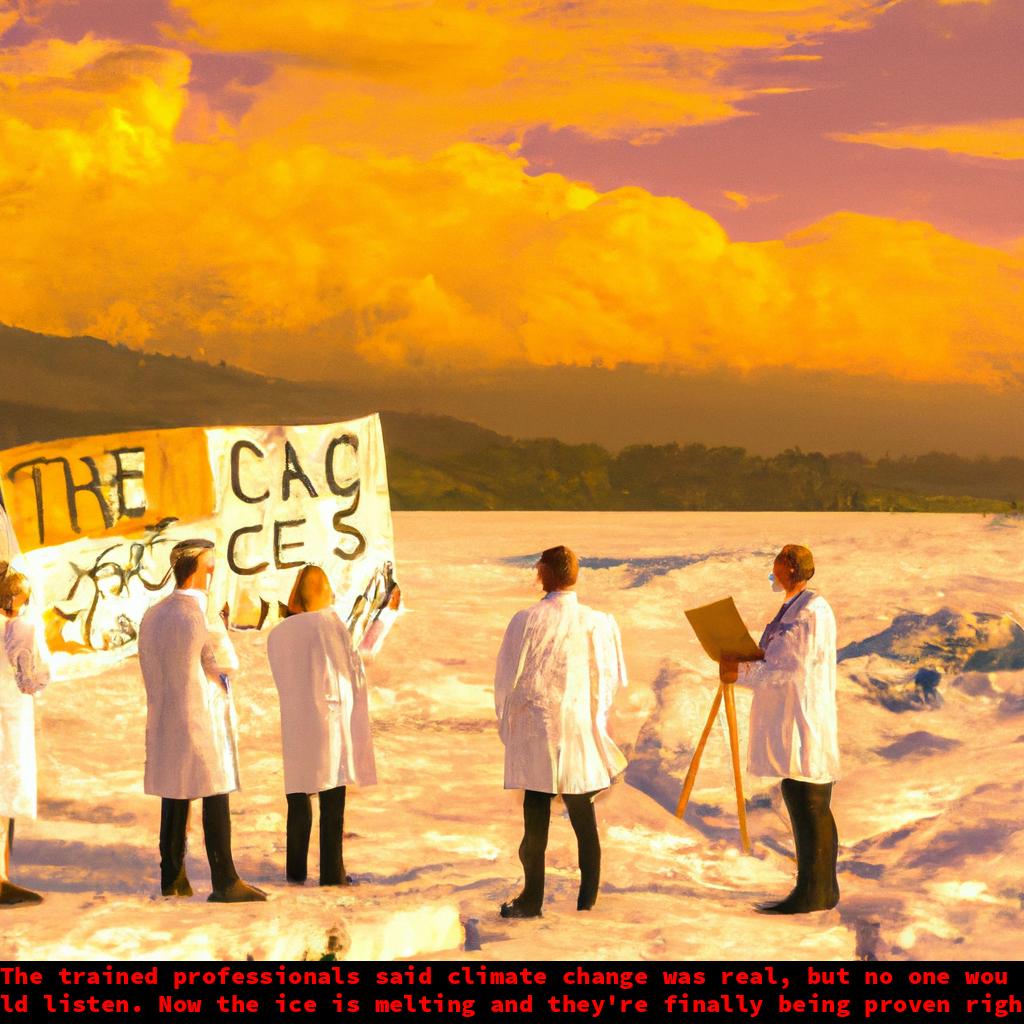 THE CAC
CES
The trained professionals said climate change was real, but no one wou
ld listen. Now the ice is melting and they're finally being proven righ